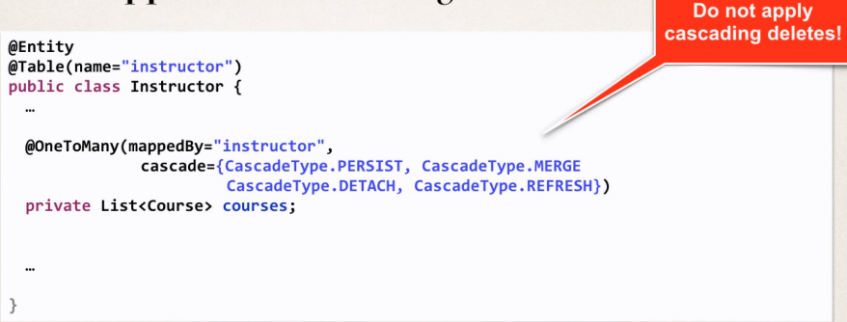 Do not apply
cascading deletes!
@Entity
@Table(name="instructor")
public class Instructor {
…
@OneToMany(mappedBy="instructor",
cascade={CascadeType.PERSIST, CascadeType.MERGE
CascadeType.DETACH, CascadeType.REFRESH})
private List<Course> courses;
…
}